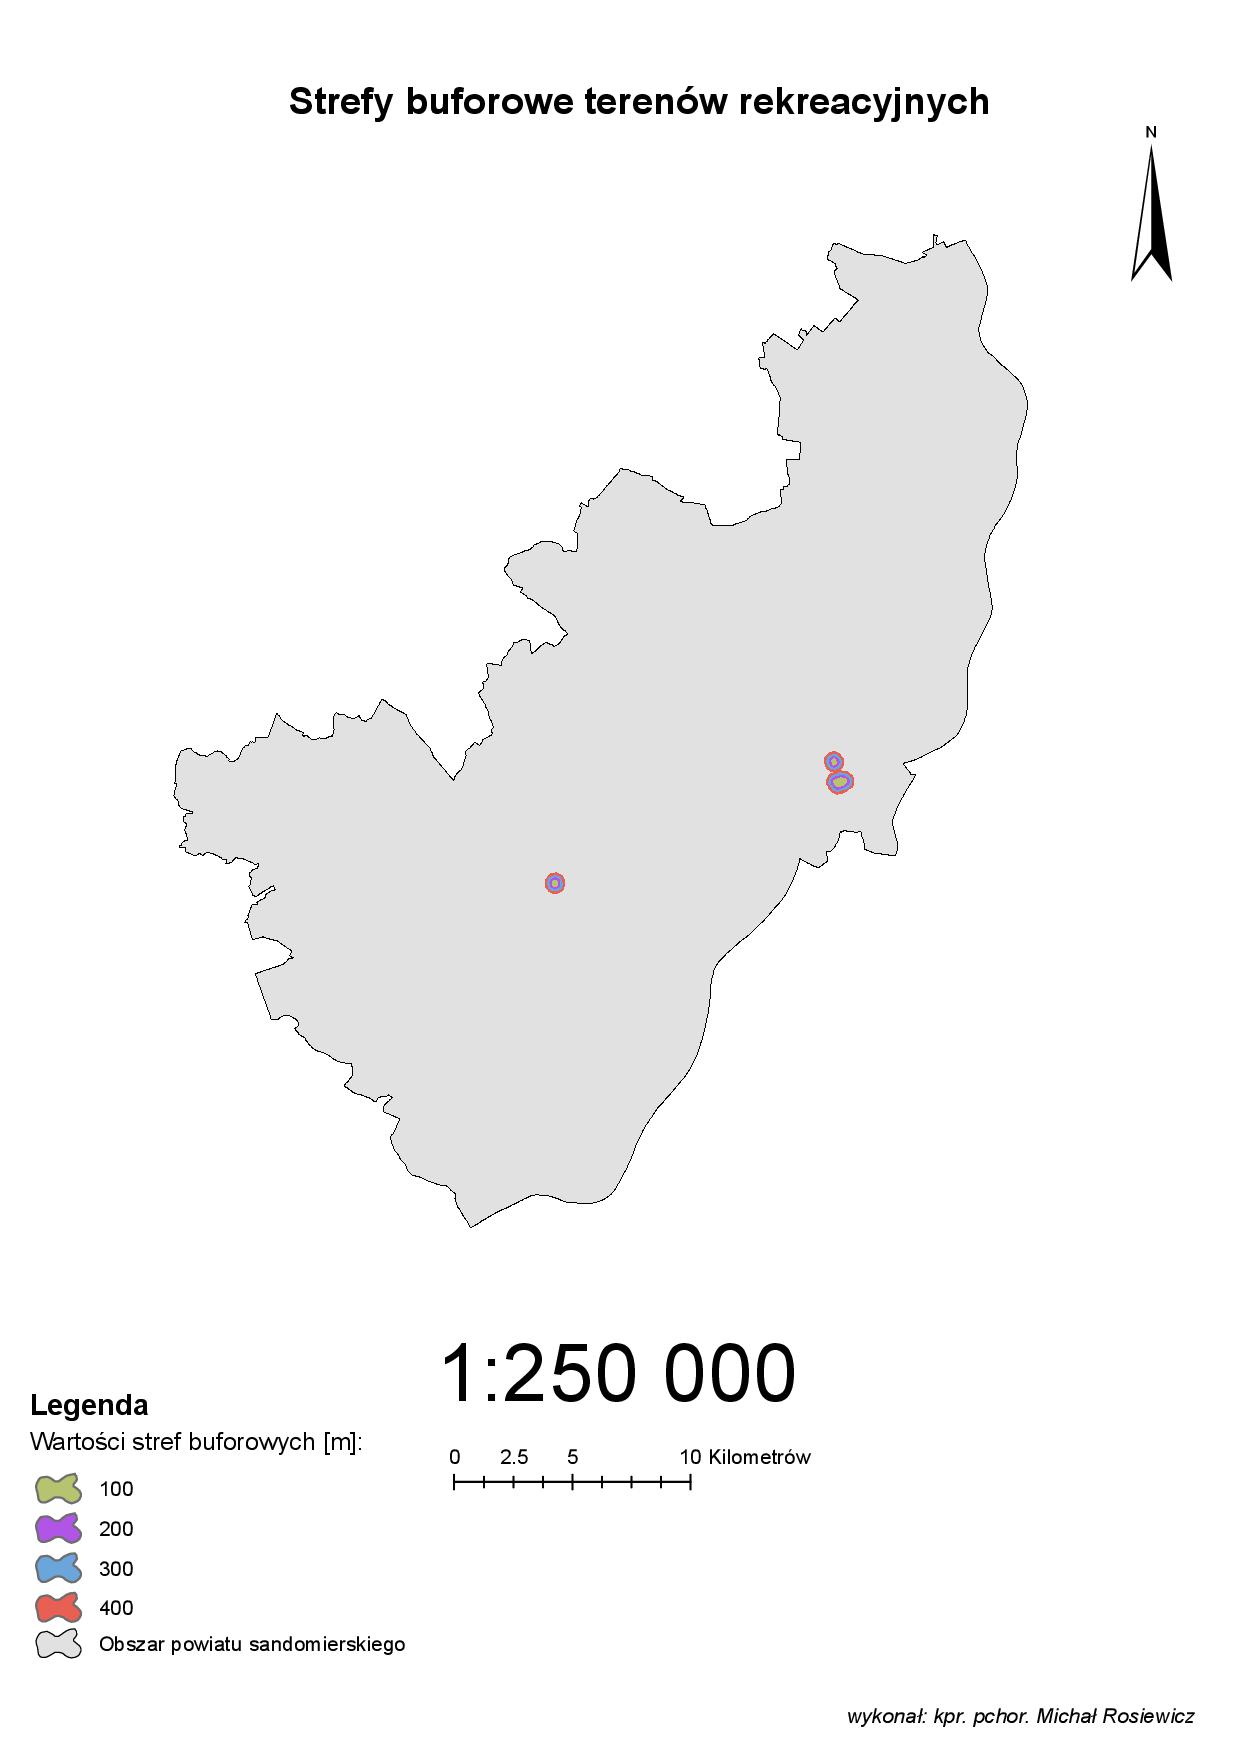 Strefy buforowe terenów rekreacyjnych
N
1:250 000
0 2.5 5 10 Kilometrów
Legenda
Wartości stref buforowych [m]:
100
200
300
400
Obszar powiatu sandomierskiego
wykonał: kpr. pchor. Michał Rosiewicz